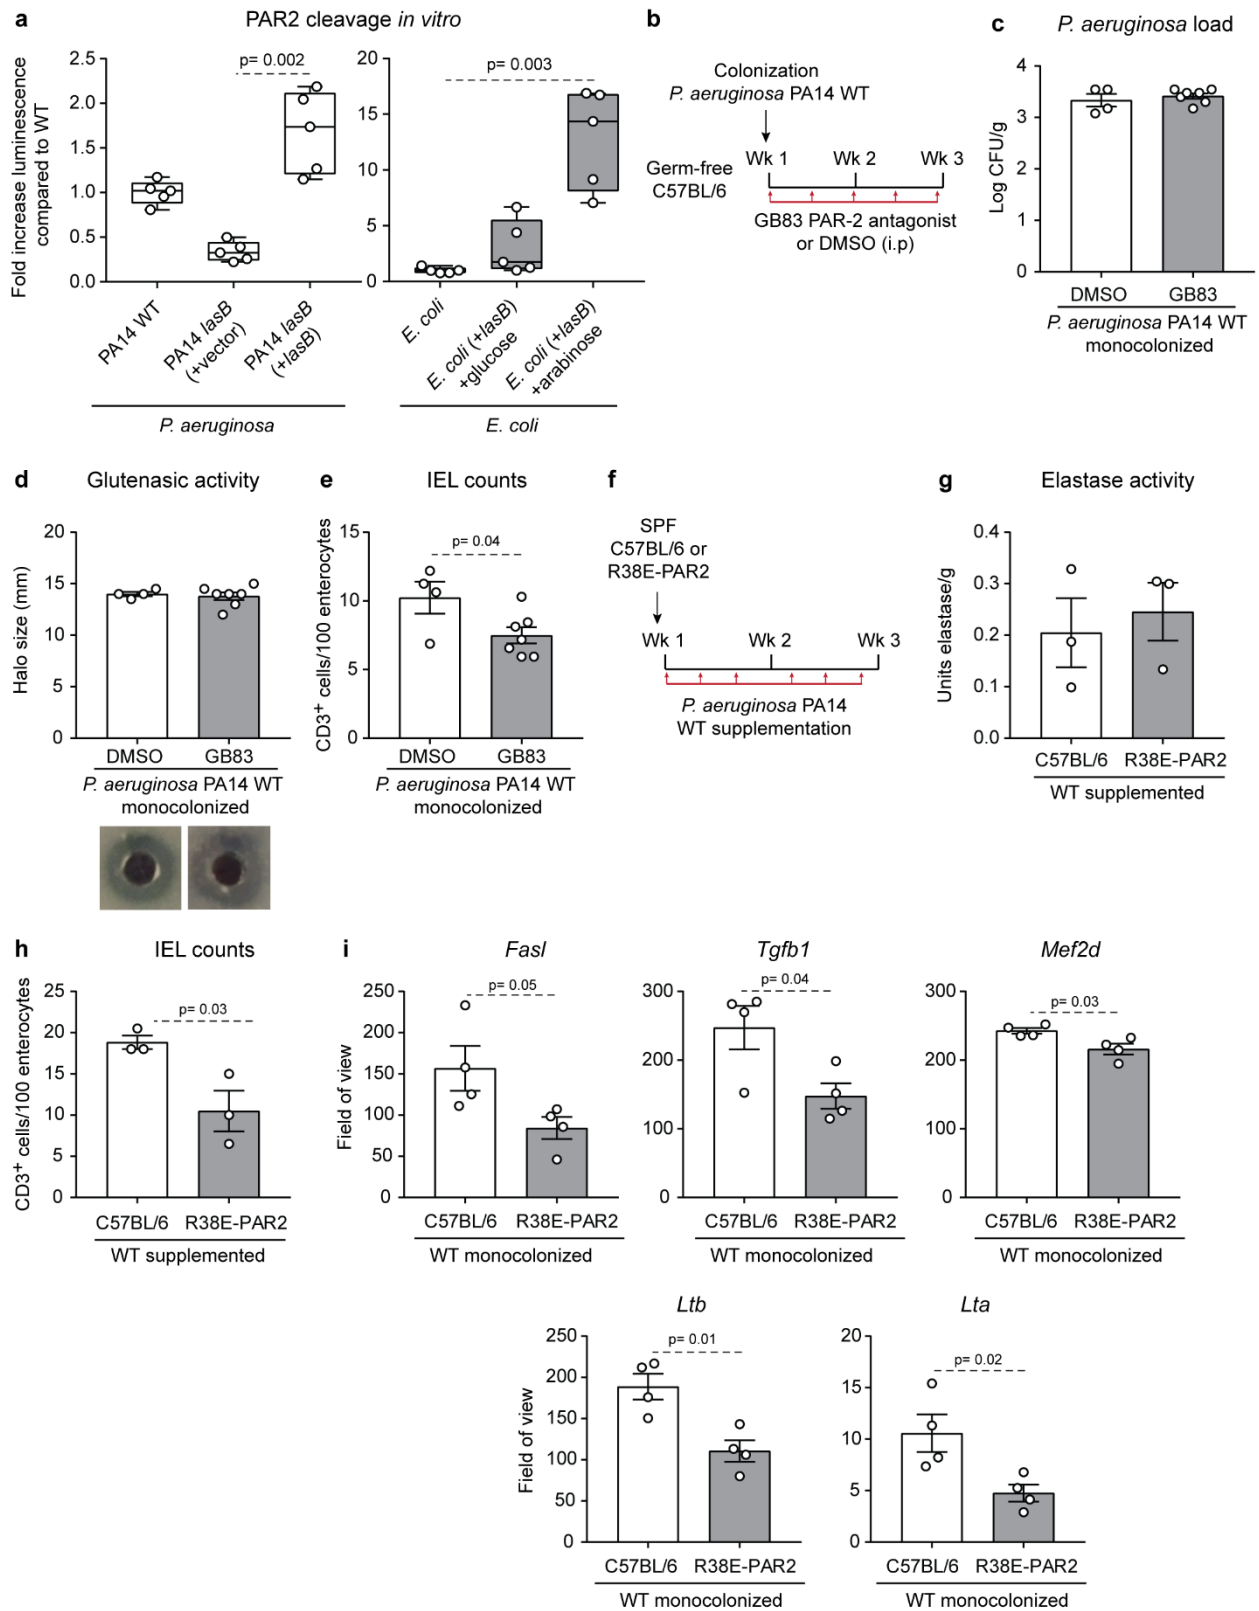 a
PAR2 cleavage in vitro
Fold increase luminescence
compared to WT
2.5
2.0
1.5
1.0
0.5
0.0
p= 0.002
PA14 WT
PA14 lasB
(+vector)
PA14 lasB
(+lasB)
P. aeruginosa
20
15
10
5
0
p= 0.003
E. coli
E. coli (+lasB)
+glucose
E. coli (+lasB)
+arabinose
E. coli
b
Colonization
P. aeruginosa PA14 WT
Germ-free
C57BL/6
Wk 1
Wk 2
Wk 3
GB83 PAR-2 antagonist
or DMSO (i.p)
c
P. aeruginosa load
Log CFU/g
4
3
2
1
0
DMSO
GB83
P. aeruginosa PA14 WT
monocolonized
d
Glutenasic activity
Halo size (mm)
20
15
10
5
0
DMSO
GB83
P. aeruginosa PA14 WT
monocolonized
e
IEL counts
CD3+ cells/100 enterocytes
15
10
5
0
p= 0.04
DMSO
GB83
P. aeruginosa PA14 WT
monocolonized
f
SPF
C57BL/6 or
R38E-PAR2
Wk 1
Wk 2
Wk 3
P. aeruginosa PA14
WT supplementation
g
Elastase activity
Units elastase/g
0.4
0.3
0.2
0.1
0.0
C57BL/6
R38E-PAR2
WT supplemented
h
IEL counts
CD3+ cells/100 enterocytes
25
20
15
10
5
0
p= 0.03
C57BL/6
R38E-PAR2
WT supplemented
i
Fasl
Field of view
250
200
150
100
50
0
p= 0.05
C57BL/6
R38E-PAR2
WT monocolonized
Tgfb1
300
200
100
0
p= 0.04
C57BL/6
R38E-PAR2
WT monocolonized
Mef2d
300
200
100
0
p= 0.03
C57BL/6
R38E-PAR2
WT monocolonized
Ltb
Field of view
250
200
150
100
50
0
p= 0.01
C57BL/6
R38E-PAR2
WT monocolonized
Lta
20
15
10
5
0
p= 0.02
C57BL/6
R38E-PAR2
WT monocolonized